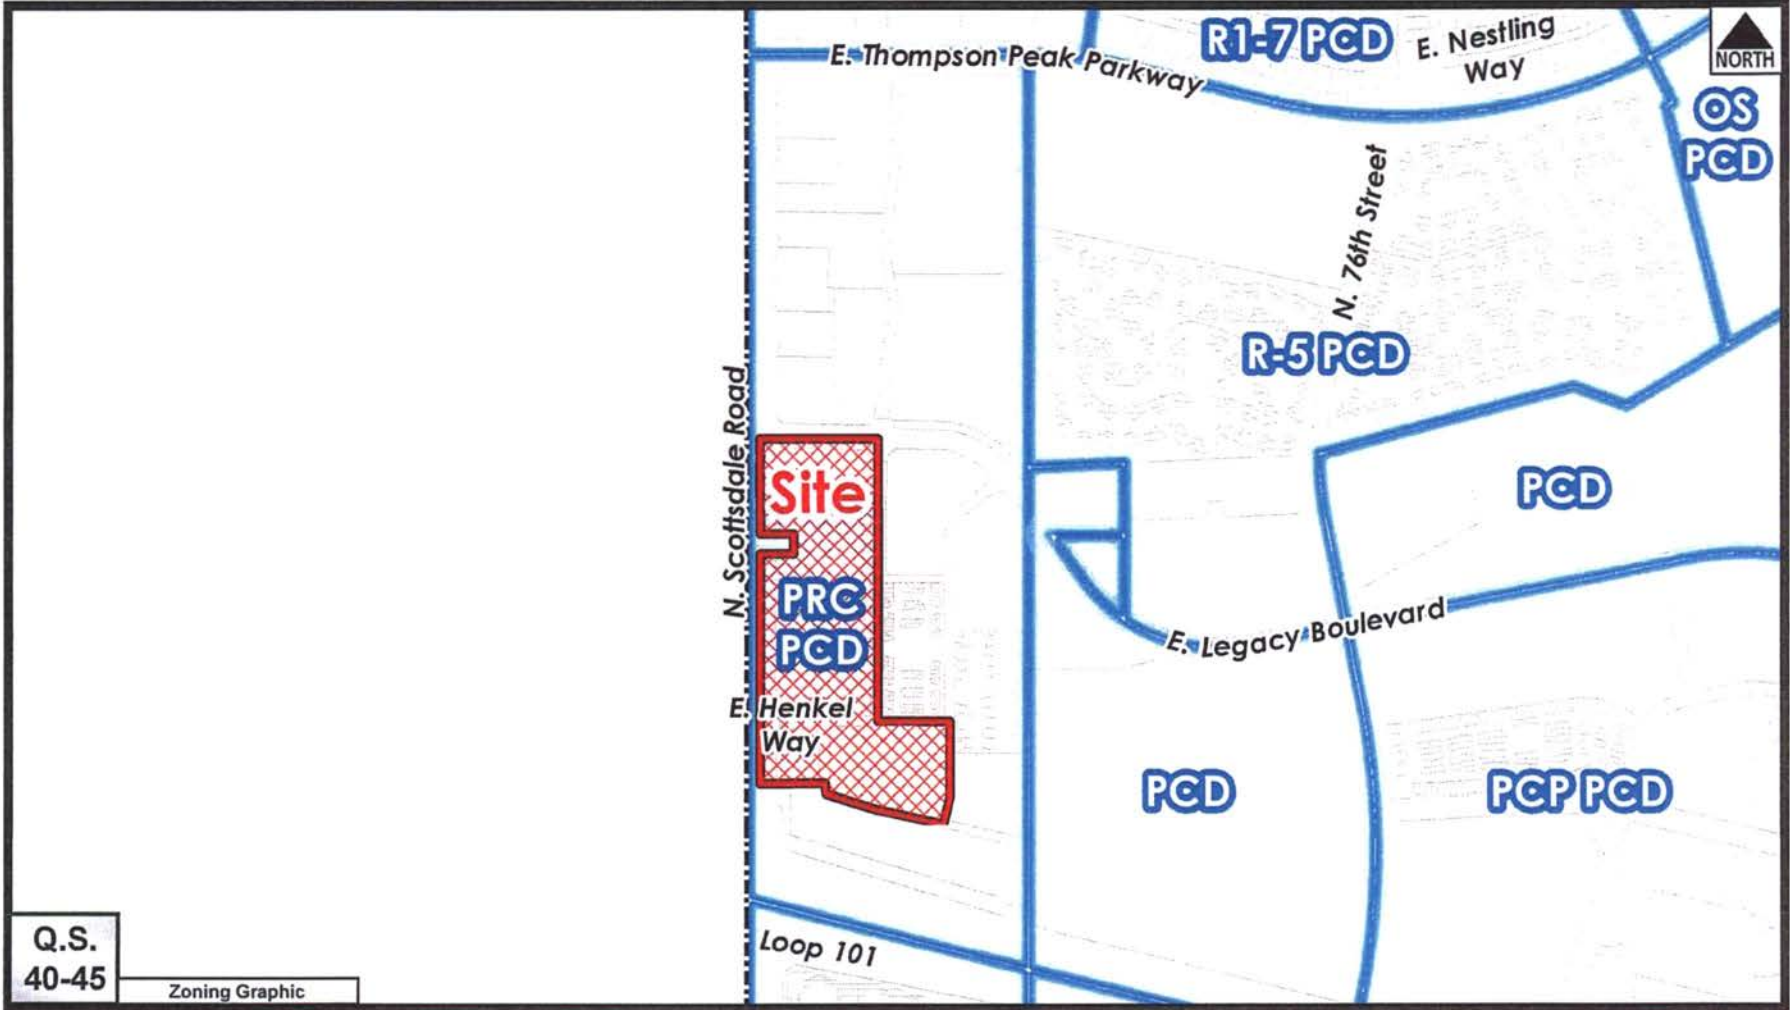 R1-7 PCD
E. Nestling
Way
NORTH
E. Thompson Peak Parkway
OS
PCD
N. 76th Street
R-5 PCD
N. Scottsdale Road
Site
PCD
PRC
PCD
E. Legacy Boulevard
E. Henkel
Way
PCD
PCP PCD
Loop 101
Q.S.
40-45
Zoning Graphic